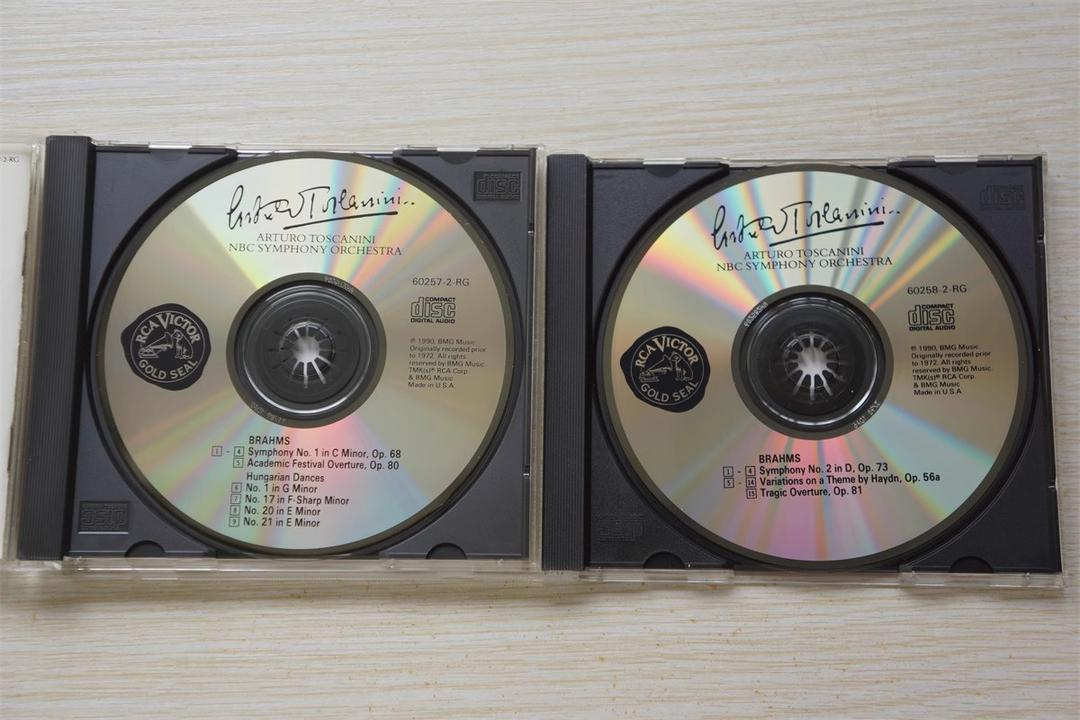 2-RG
Arturo Toscanini
ARTURO TOSCANINI
NBC SYMPHONY ORCHESTRA
60257-2-RG
COMPACT
disc
DIGITAL AUDIO
RCA VICTOR
GOLD SEAL
℗ 1990, BMG Music.
Originally recorded prior
to 1972. All rights
reserved by BMG Music.
TMK(s)® RCA Corp.
& BMG Music
Made in U.S.A.
BRAHMS
1 - 4 Symphony No. 1 in C Minor, Op. 68
5 Academic Festival Overture, Op. 80
Hungarian Dances
6 No. 1 in G Minor
7 No. 17 in F-Sharp Minor
8 No. 20 in E Minor
9 No. 21 in E Minor
disc
disc
Arturo Toscanini
ARTURO TOSCANINI
NBC SYMPHONY ORCHESTRA
60258-2-RG
COMPACT
disc
DIGITAL AUDIO
RCA VICTOR
GOLD SEAL
℗ 1990, BMG Music.
Originally recorded prior
to 1972. All rights
reserved by BMG Music.
TMK(s)® RCA Corp.
& BMG Music
Made in U.S.A.
BRAHMS
1 - 4 Symphony No. 2 in D, Op. 73
5 - 14 Variations on a Theme by Haydn, Op. 56a
15 Tragic Overture, Op. 81
disc
disc